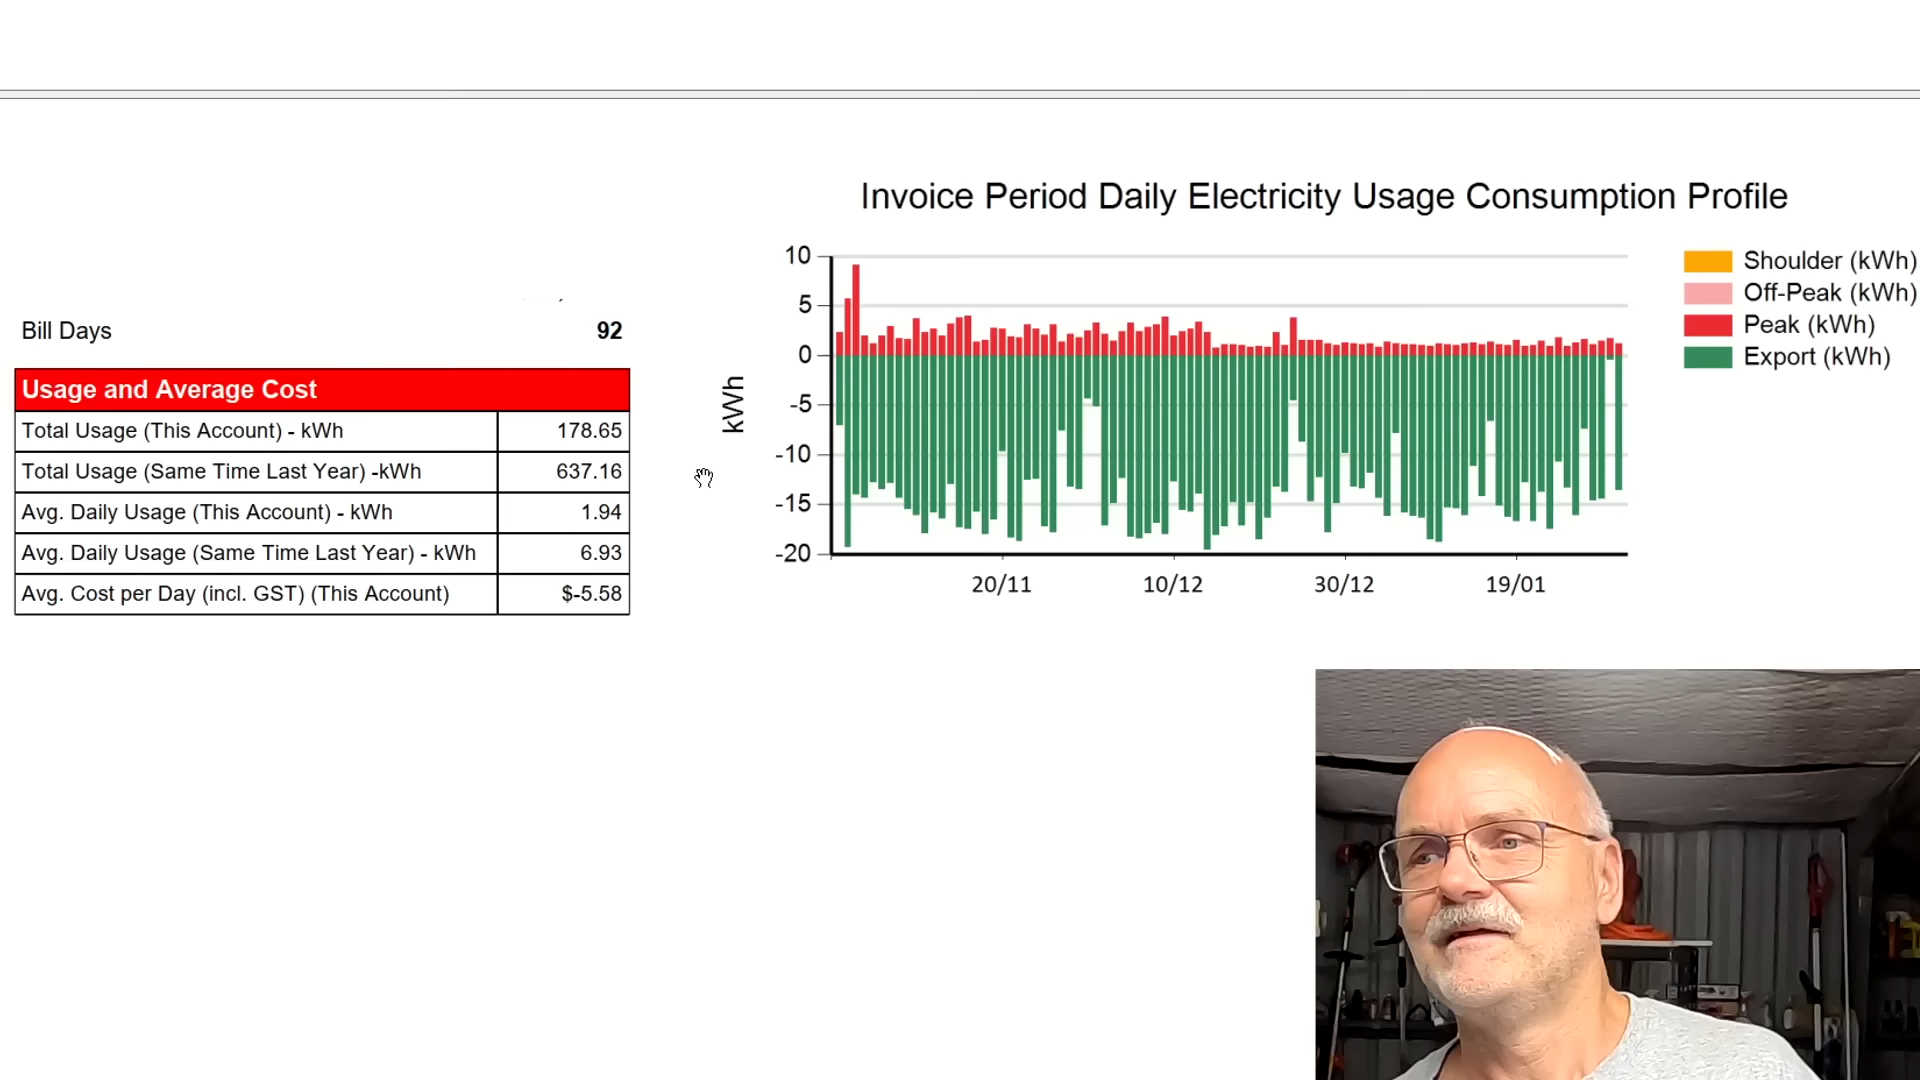 Invoice Period Daily Electricity Usage Consumption Profile
Bill Days 92
Usage and Average Cost
Total Usage (This Account) - kWh 178.65
Total Usage (Same Time Last Year) -kWh 637.16
Avg. Daily Usage (This Account) - kWh 1.94
Avg. Daily Usage (Same Time Last Year) - kWh 6.93
Avg. Cost per Day (incl. GST) (This Account) $-5.58
kWh
10
5
0
-5
-10
-15
-20
20/11 10/12 30/12 19/01
Shoulder (kWh)
Off-Peak (kWh)
Peak (kWh)
Export (kWh)